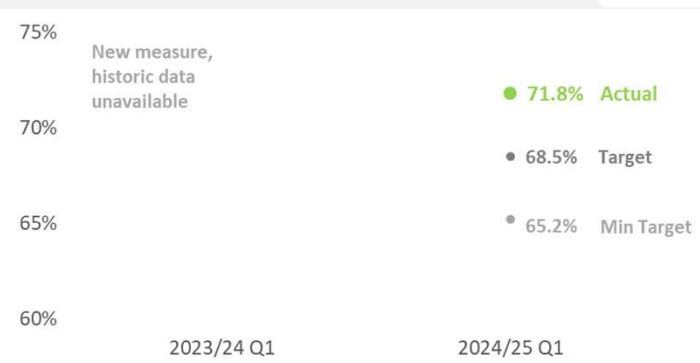 75%
New measure,
historic data
unavailable
71.8% Actual
70%
68.5% Target
65%
65.2% Min Target
60%
2023/24 Q1 2024/25 Q1